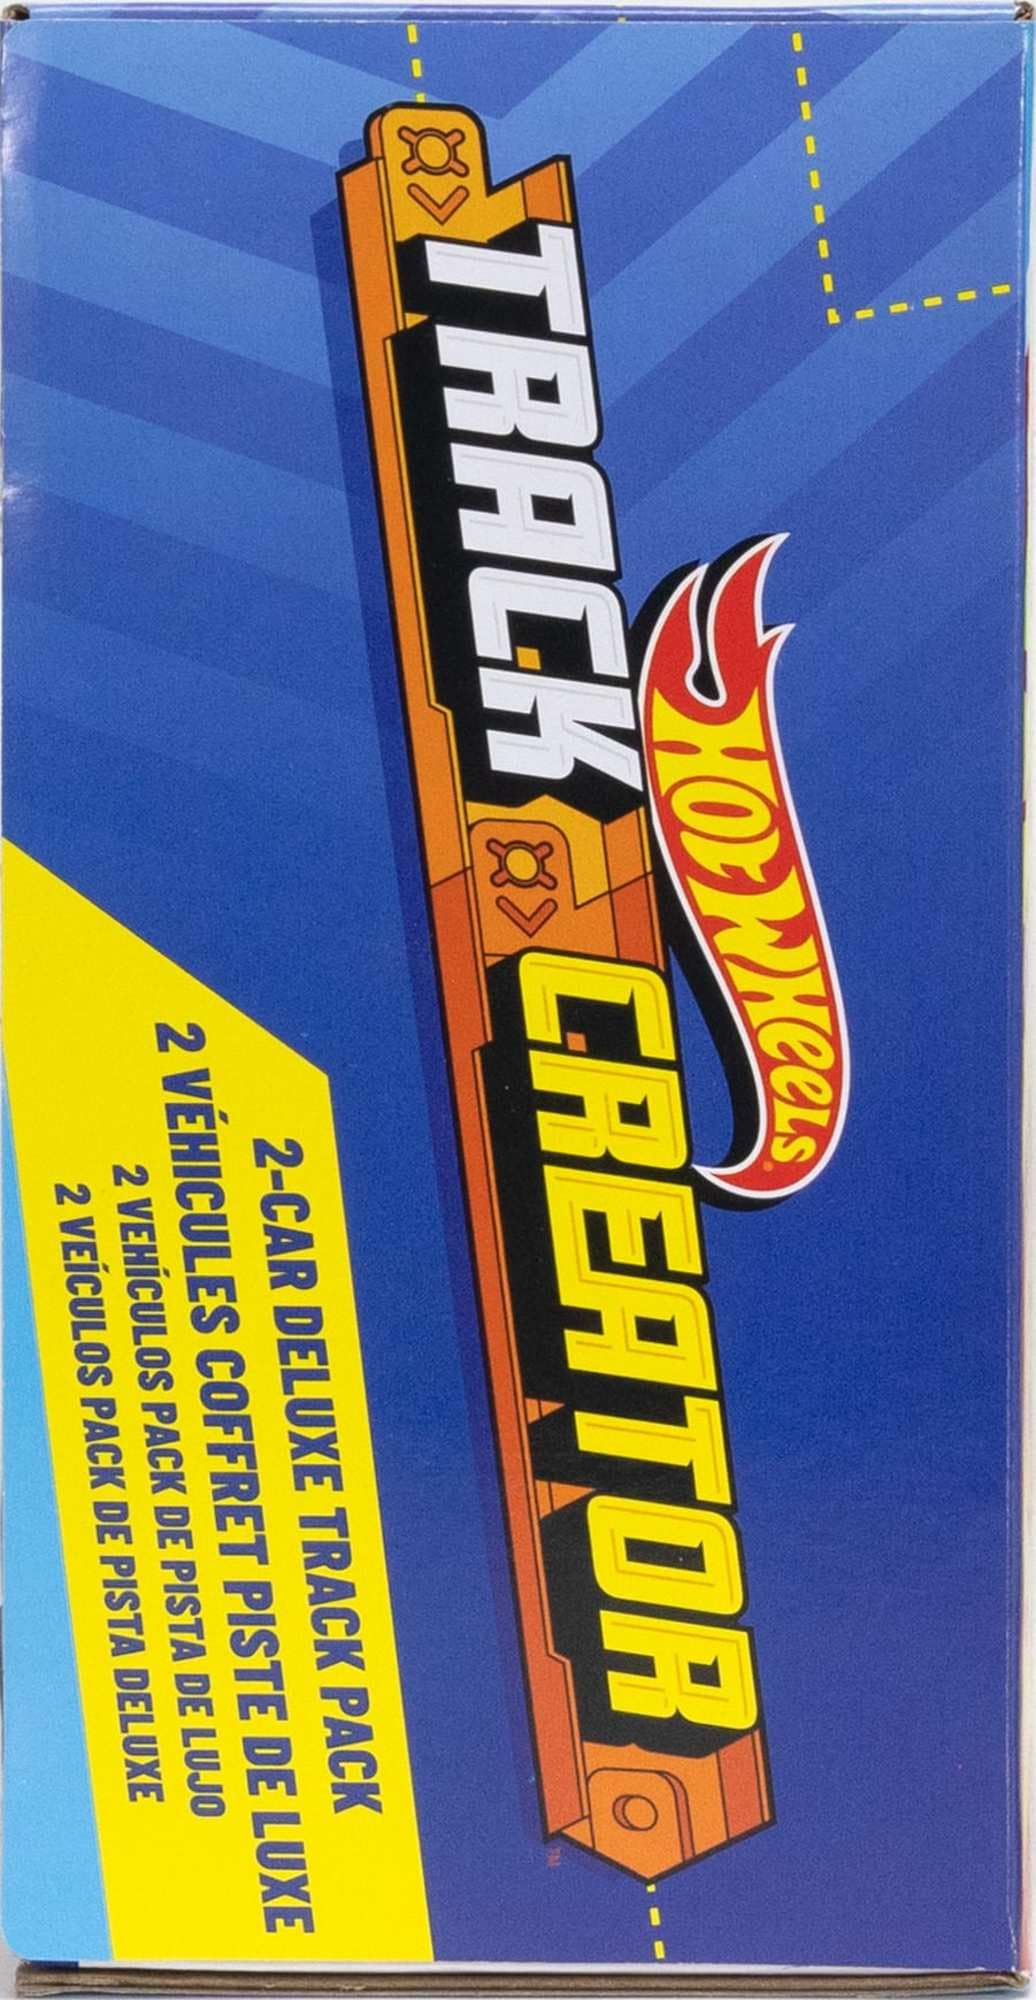 HOT WHEELS
TRACK CREATOR
TM
2-CAR DELUXE TRACK PACK
2 VÉHICULES COFFRET PISTE DE LUXE
2 VEHÍCULOS PACK DE PISTA DE LUJO
2 VEÍCULOS PACK DE PISTA DELUXE